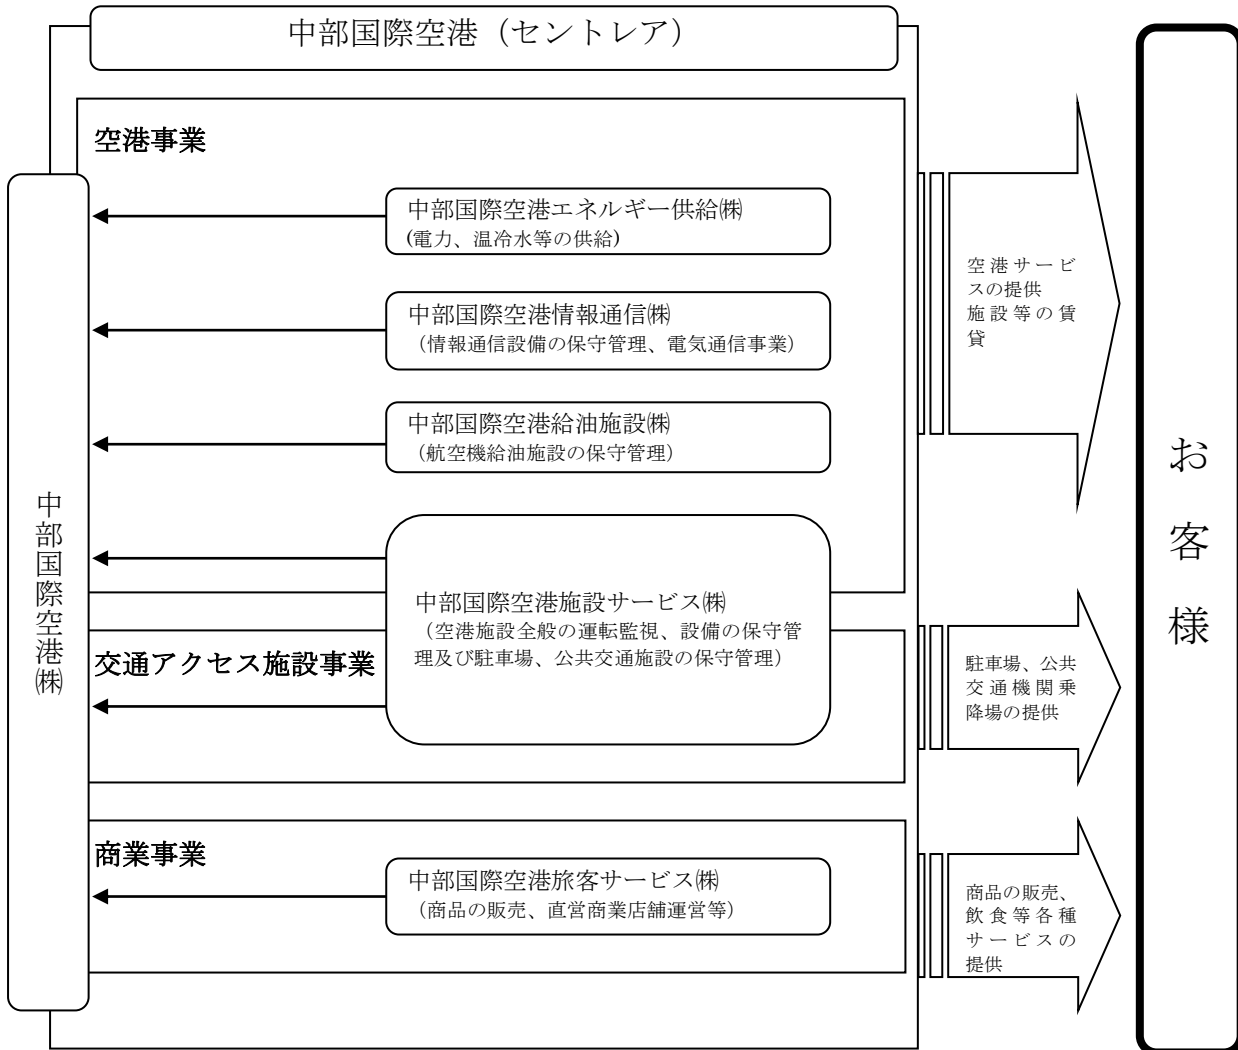 中部国際空港（セントレア）
空港事業
中部国際空港エネルギー供給㈱
(電力、温冷水等の供給)
中部国際空港情報通信㈱
（情報通信設備の保守管理、電気通信事業）
中部国際空港給油施設㈱
（航空機給油施設の保守管理）
中部国際空港施設サービス㈱
（空港施設全般の運転監視、設備の保守管
理及び駐車場、公共交通施設の保守管理）
交通アクセス施設事業
商業事業
中部国際空港旅客サービス㈱
（商品の販売、直営商業店舗運営等）
中部国際空港㈱
空港サービ
スの提供
施設等の賃
貸
駐車場、公共
交通機関乗
降場の提供
商品の販売、
飲食等各種
サービスの
提供
お客様